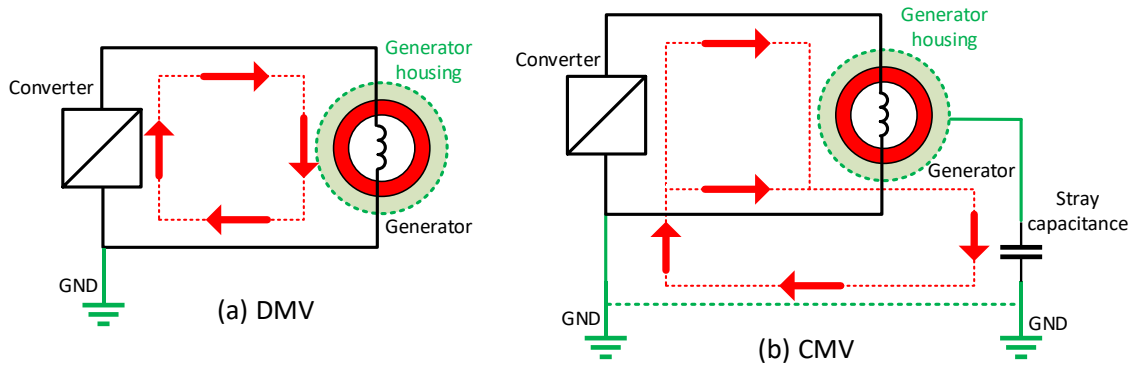 Converter
Generator
housing
Generator
GND
(a) DMV
Converter
Generator
housing
Generator
Stray
capacitance
GND
GND
(b) CMV